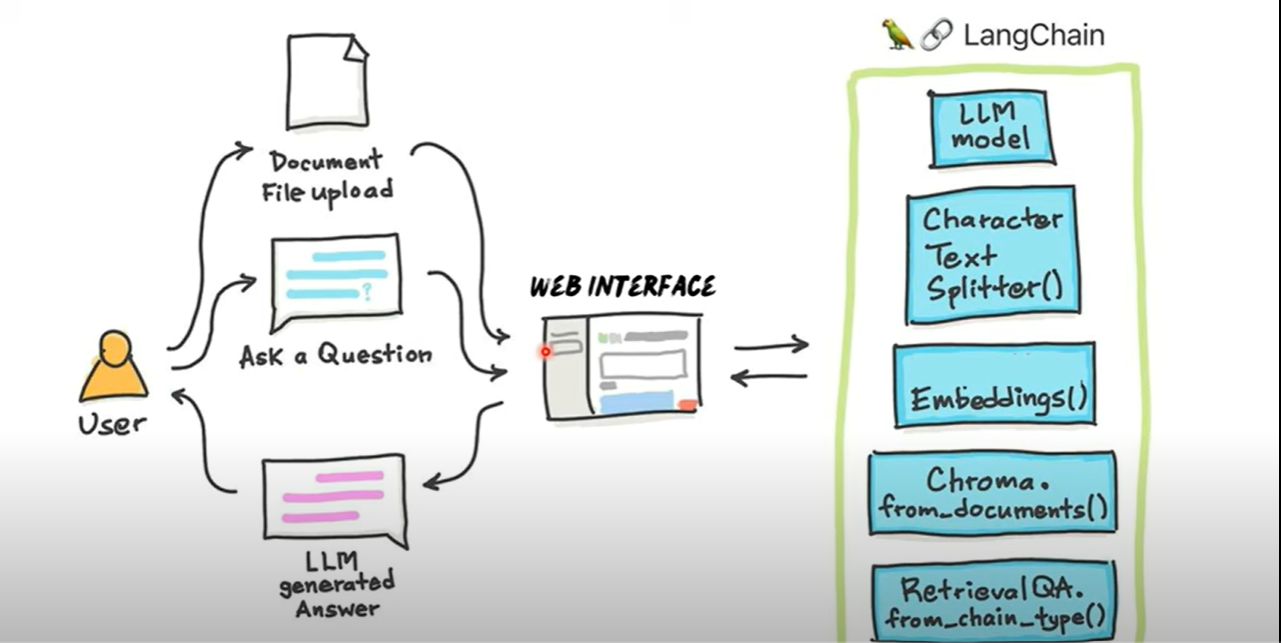 LangChain
Document
File upload
?
Ask a Question
User
LLM
generated
Answer
WEB INTERFACE
LLM
model
Character
Text
Splitter()
Embeddings()
Chroma.
from_documents()
RetrievalQA.
from_chain_type()